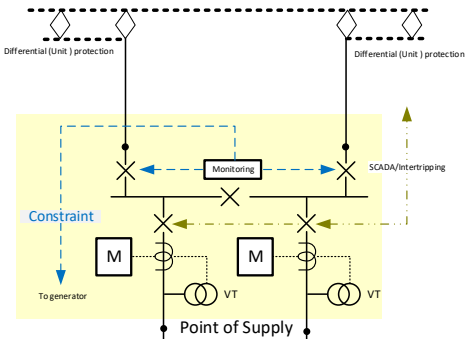 Differential (Unit ) protection
Differential (Unit ) protection
Monitoring
SCADA/Intertripping
Constraint
M
M
To generator
VT
VT
Point of Supply